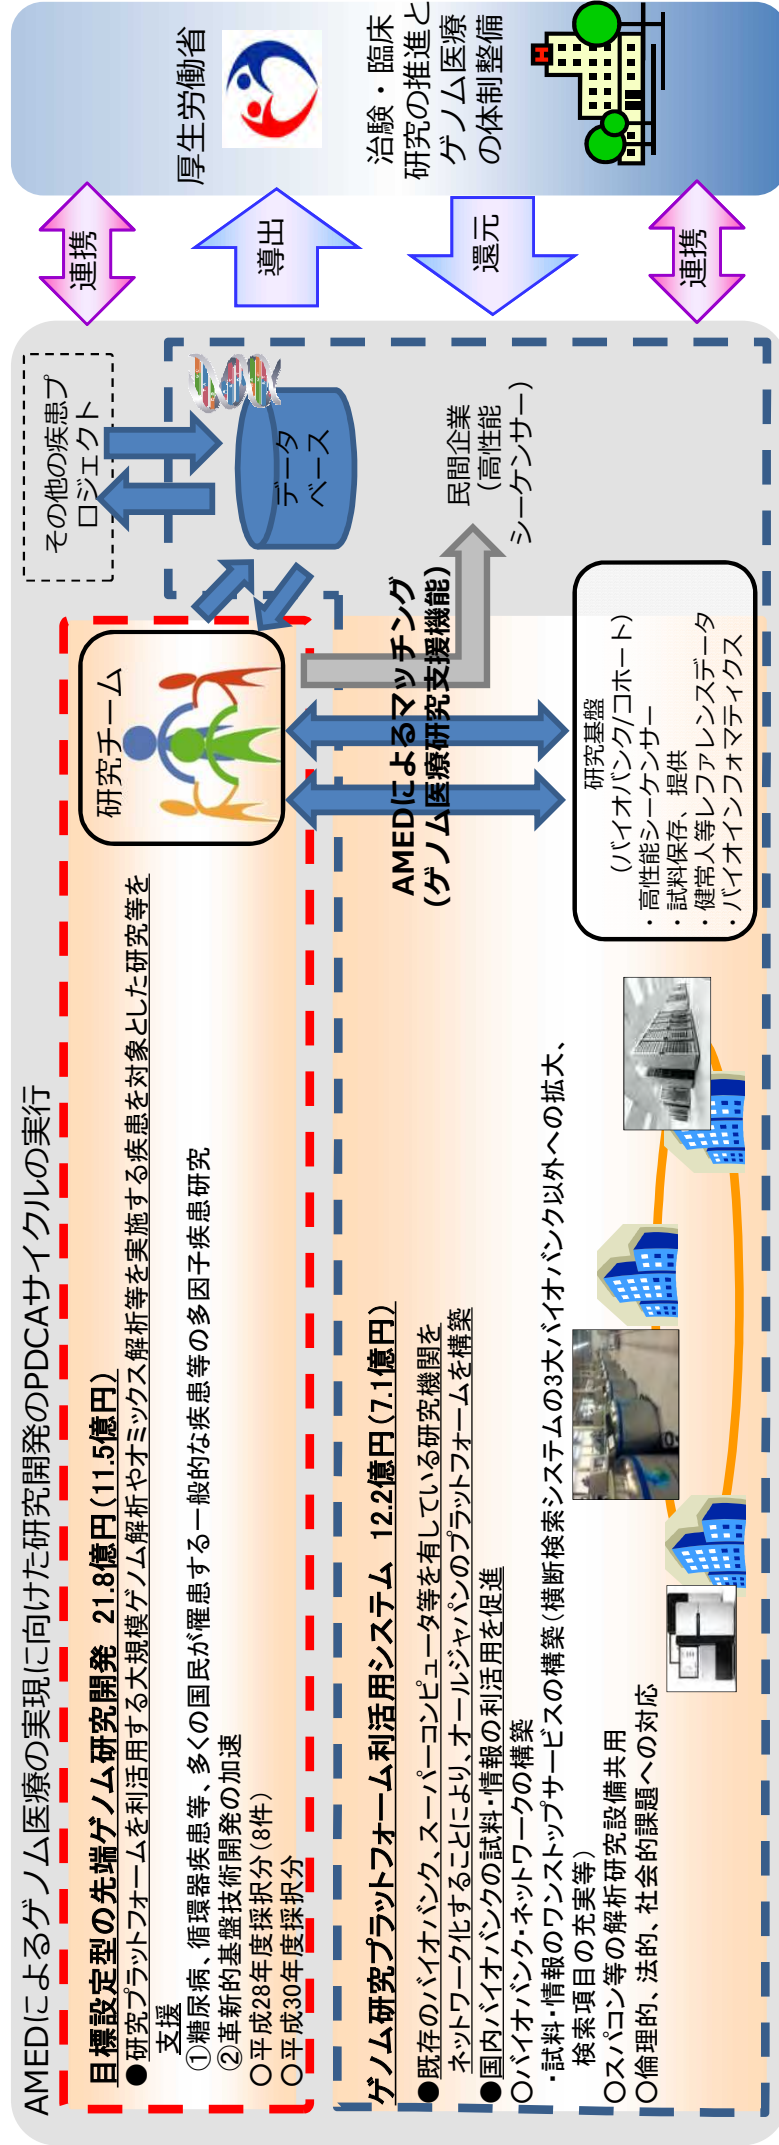 AMEDによるゲノム医療の実現に向けた研究開発のPDCAサイクルの実行
目標設定型の先端ゲノム研究開発 21.8億円(11.5億円)
●研究プラットフォームを利活用する大規模ゲノム解析やオミックス解析等を実施する疾患を対象とした研究等を
支援
①糖尿病、循環器疾患等、多くの国民が罹患する一般的な疾患等の多因子疾患研究
②革新的基盤技術開発の加速
○平成28年度採択分(8件)
○平成30年度採択分
研究チーム
その他の疾患プ
ロジェクト
データ
ベース
ゲノム研究プラットフォーム利活用システム 12.2億円(7.1億円)
●既存のバイオバンク、スーパーコンピュータ等を有している研究機関を
ネットワーク化することにより、オールジャパンのプラットフォームを構築
●国内バイオバンクの試料・情報の利活用を促進
○バイオバンク・ネットワークの構築
・試料・情報のワンストップサービスの構築(横断検索システムの3大バイオバンク以外への拡大、
検索項目の充実等)
○スパコン等の解析研究設備共用
○倫理的、法的、社会的課題への対応
AMEDによるマッチング
(ゲノム医療研究支援機能)
民間企業
(高性能
シーケンサー)
研究基盤
(バイオバンク/コホート)
・高性能シーケンサー
・試料保存、提供
・健常人等レファレンスデータ
・バイオインフォマティクス
連携
導出
還元
連携
厚生労働省
治験・臨床
研究の推進と
ゲノム医療
の体制整備
H